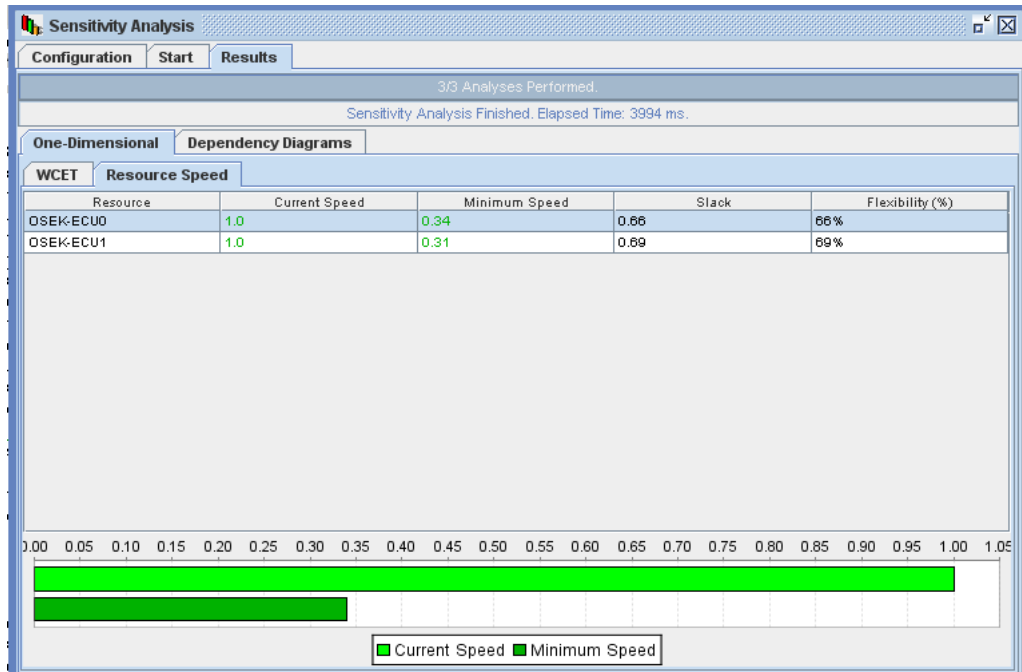 Sensitivity Analysis
Configuration Start Results
3/3 Analyses Performed.
Sensitivity Analysis Finished. Elapsed Time: 3994 ms.
One-Dimensional Dependency Diagrams
WCET Resource Speed
Resource Current Speed Minimum Speed Slack Flexibility (%)
OSEK-ECU0 1.0 0.34 0.66 66%
OSEK-ECU1 1.0 0.31 0.69 69%
0.00 0.05 0.10 0.15 0.20 0.25 0.30 0.35 0.40 0.45 0.50 0.55 0.60 0.65 0.70 0.75 0.80 0.85 0.90 0.95 1.00 1.05
Current Speed Minimum Speed